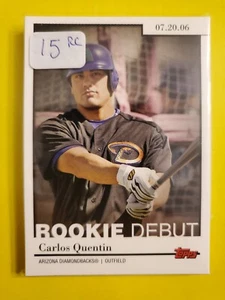 07.20.06
15 RC
ROOKIE DEBUT
Carlos Quentin
Topps
ARIZONA DIAMONDBACKS® | OUTFIELD